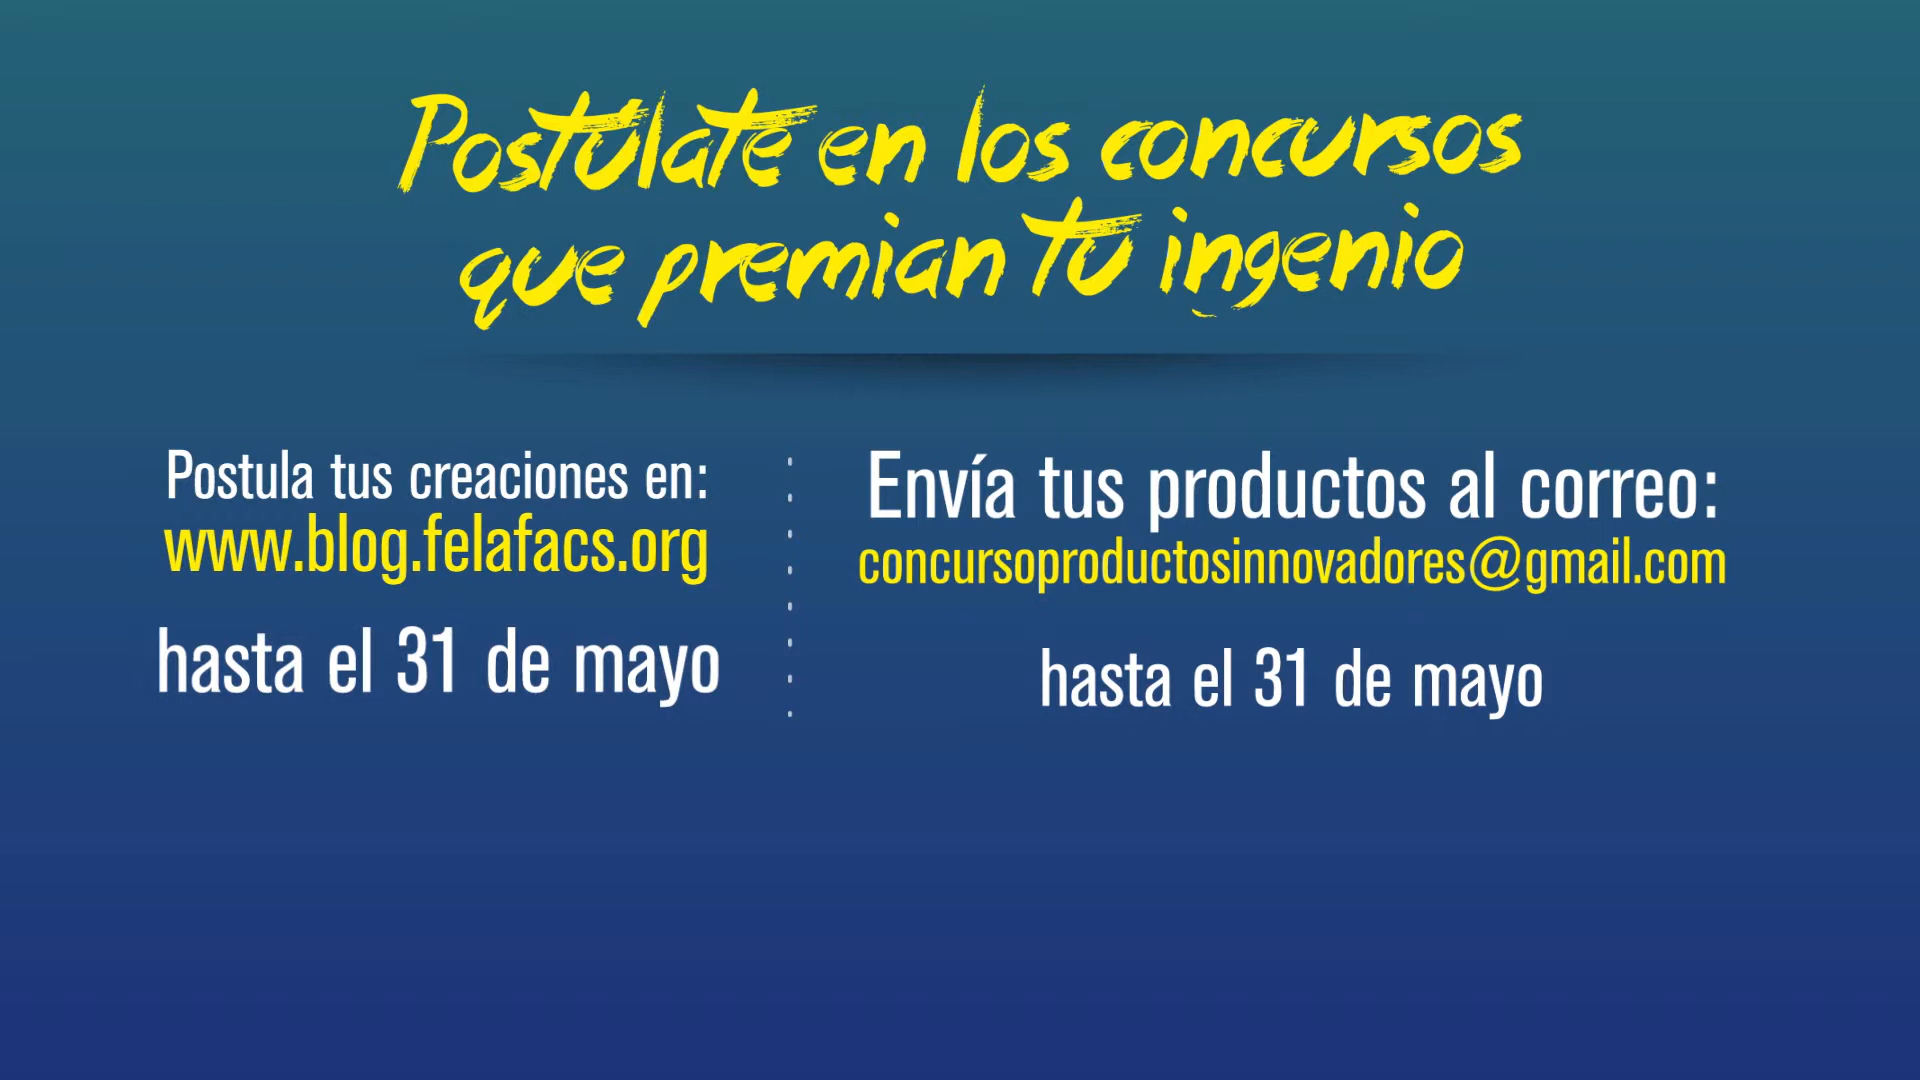 Postúlate en los concursos
que premian tu ingenio
Postula tus creaciones en:
www.blog.felafacs.org
hasta el 31 de mayo
Envía tus productos al correo:
concursoproductosinnovadores@gmail.com
hasta el 31 de mayo